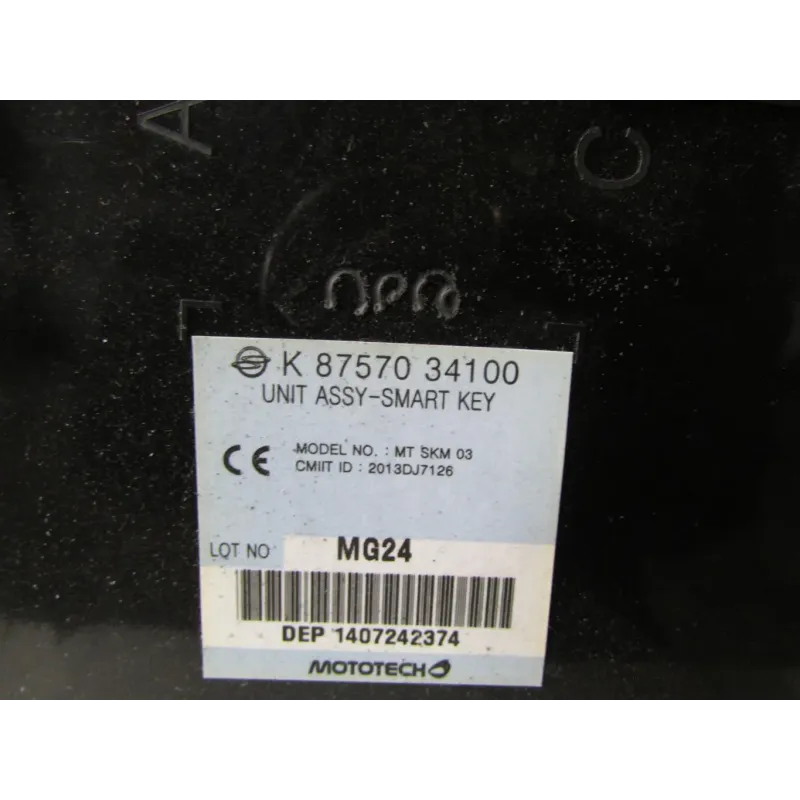 A
C
K 87570 34100
UNIT ASSY-SMART KEY
CE
MODEL NO. : MT SKM 03
CMIIT ID : 2013DJ7126
LOT NO MG24
DEP 1407242374
MOTOTECH